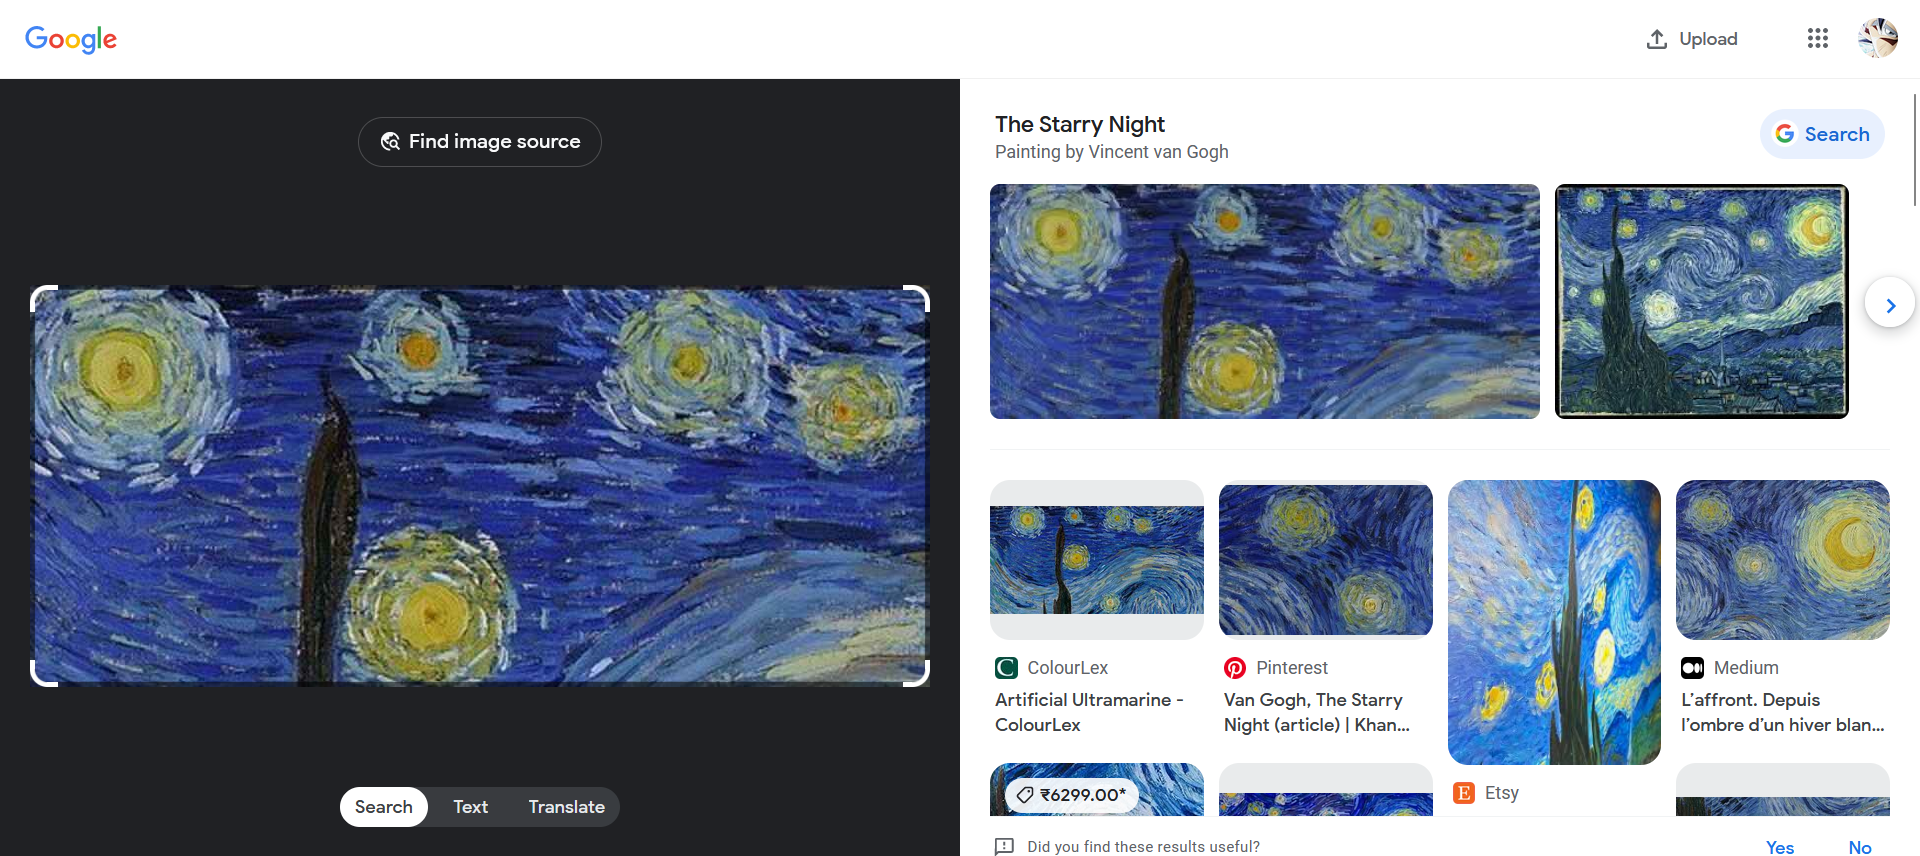 Google
Upload
Find image source
The Starry Night
Painting by Vincent van Gogh
Search
ColourLex
Artificial Ultramarine -
ColourLex
Pinterest
Van Gogh, The Starry
Night (article) | Khan...
Medium
L'affront. Depuis
l'ombre d'un hiver blan...
₹6299.00*
Etsy
Search
Text
Translate
Did you find these results useful?
Yes
No